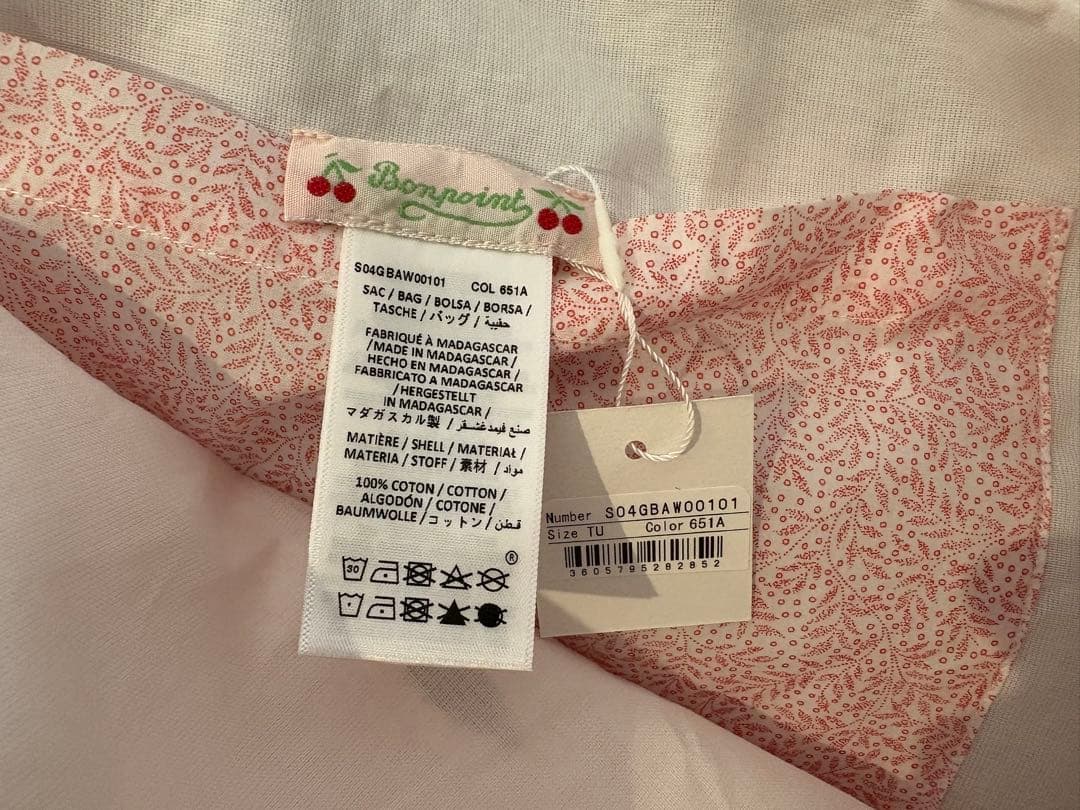 Bonpoint
S04GBAW00101 COL 651A
SAC / BAG / BOLSA / BORSA /
TASCHE / バッグ / حقيبة
FABRIQUÉ À MADAGASCAR
/MADE IN MADAGASCAR /
HECHO EN MADAGASCAR /
FABBRICATO A MADAGASCAR
/HERGESTELLT
IN MADAGASCAR /
マダガスカル製 /
MATIÈRE / SHELL / MATERIAL /
MATERIA / STOFF / 素材 / مواد
100% COTON / COTTON /
ALGODÓN / COTONE /
BAUMWOLLE / コットン / قطن
®
30
Number S04GBAW00101
Size TU Color 651A
3605795282852